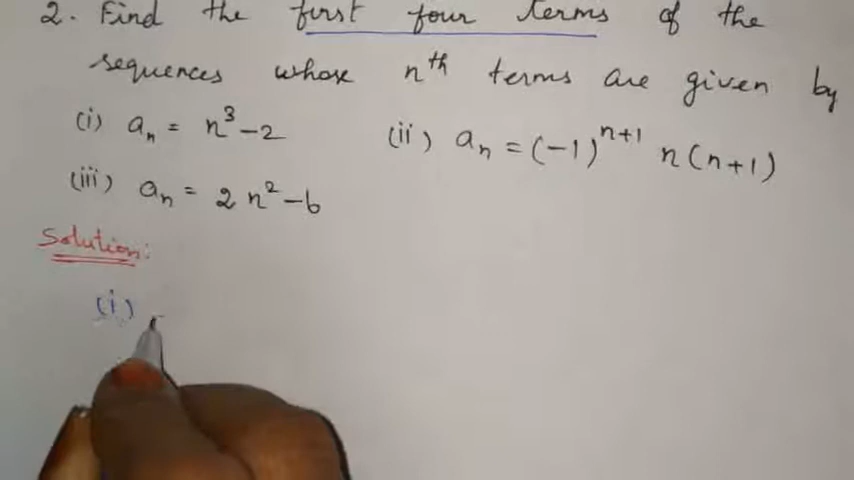 2. Find the first four terms of the
sequences whose nᵗʰ terms are given by
(i) aₙ = n³ - 2 (ii) aₙ = (-1)ⁿ⁺¹ n(n+1)
(iii) aₙ = 2n² - 6
Solution:
(i)